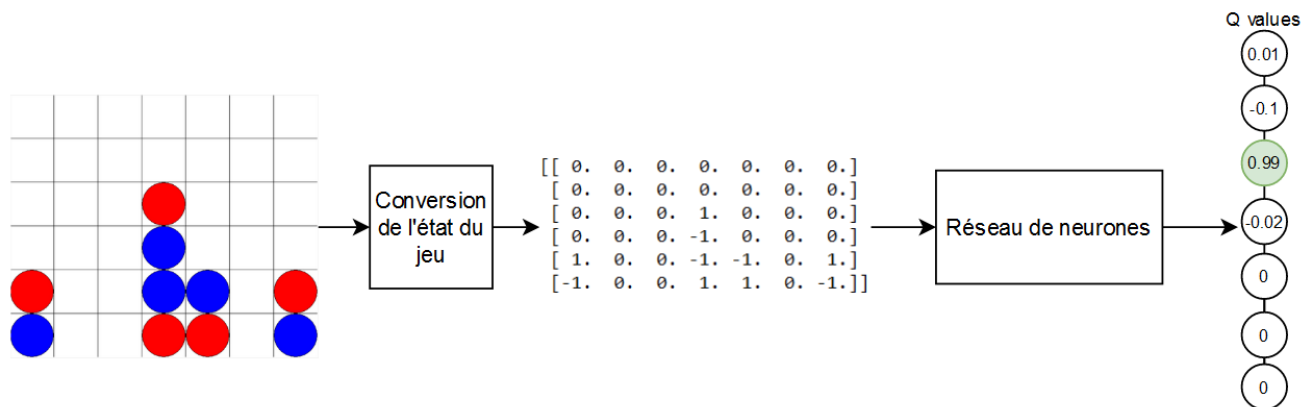 Q values
0.01
-0.1
0.99
-0.02
0
0
0
Conversion
de l'état du
jeu
[[ 0. 0. 0. 0. 0. 0. 0.]
[ 0. 0. 0. 0. 0. 0. 0.]
[ 0. 0. 0. 1. 0. 0. 0.]
[ 0. 0. 0. -1. 0. 0. 0.]
[ 1. 0. 0. -1. -1. 0. 1.]
[-1. 0. 0. 1. 1. 0. -1.]]
Réseau de neurones